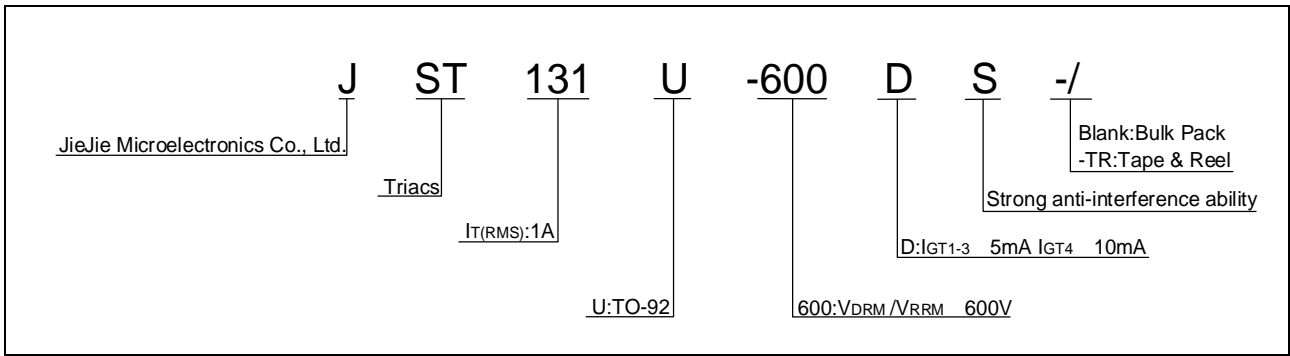 J ST 131 U -600 D S -/
Blank:Bulk Pack
JieJie Microelectronics Co., Ltd.
-TR:Tape & Reel
Triacs
Strong anti-interference ability
IT(RMS):1A
D:IGT1-3 5mA IGT4 10mA
U:TO-92
600:VDRM /VRRM 600V